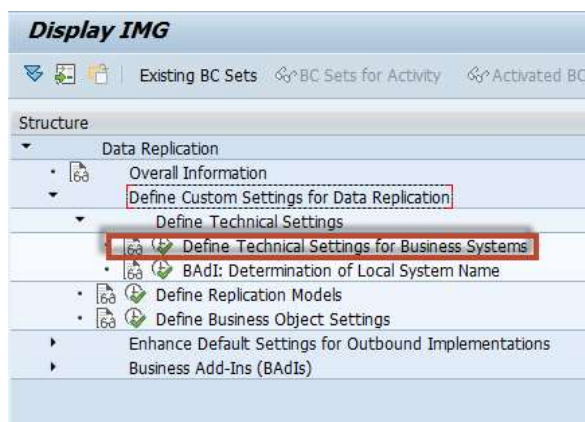 Display IMG
Existing BC Sets BC Sets for Activity Activated BC
Structure
Data Replication
Overall Information
Define Custom Settings for Data Replication
Define Technical Settings
Define Technical Settings for Business Systems
BAdI: Determination of Local System Name
Define Replication Models
Define Business Object Settings
Enhance Default Settings for Outbound Implementations
Business Add-Ins (BAdIs)